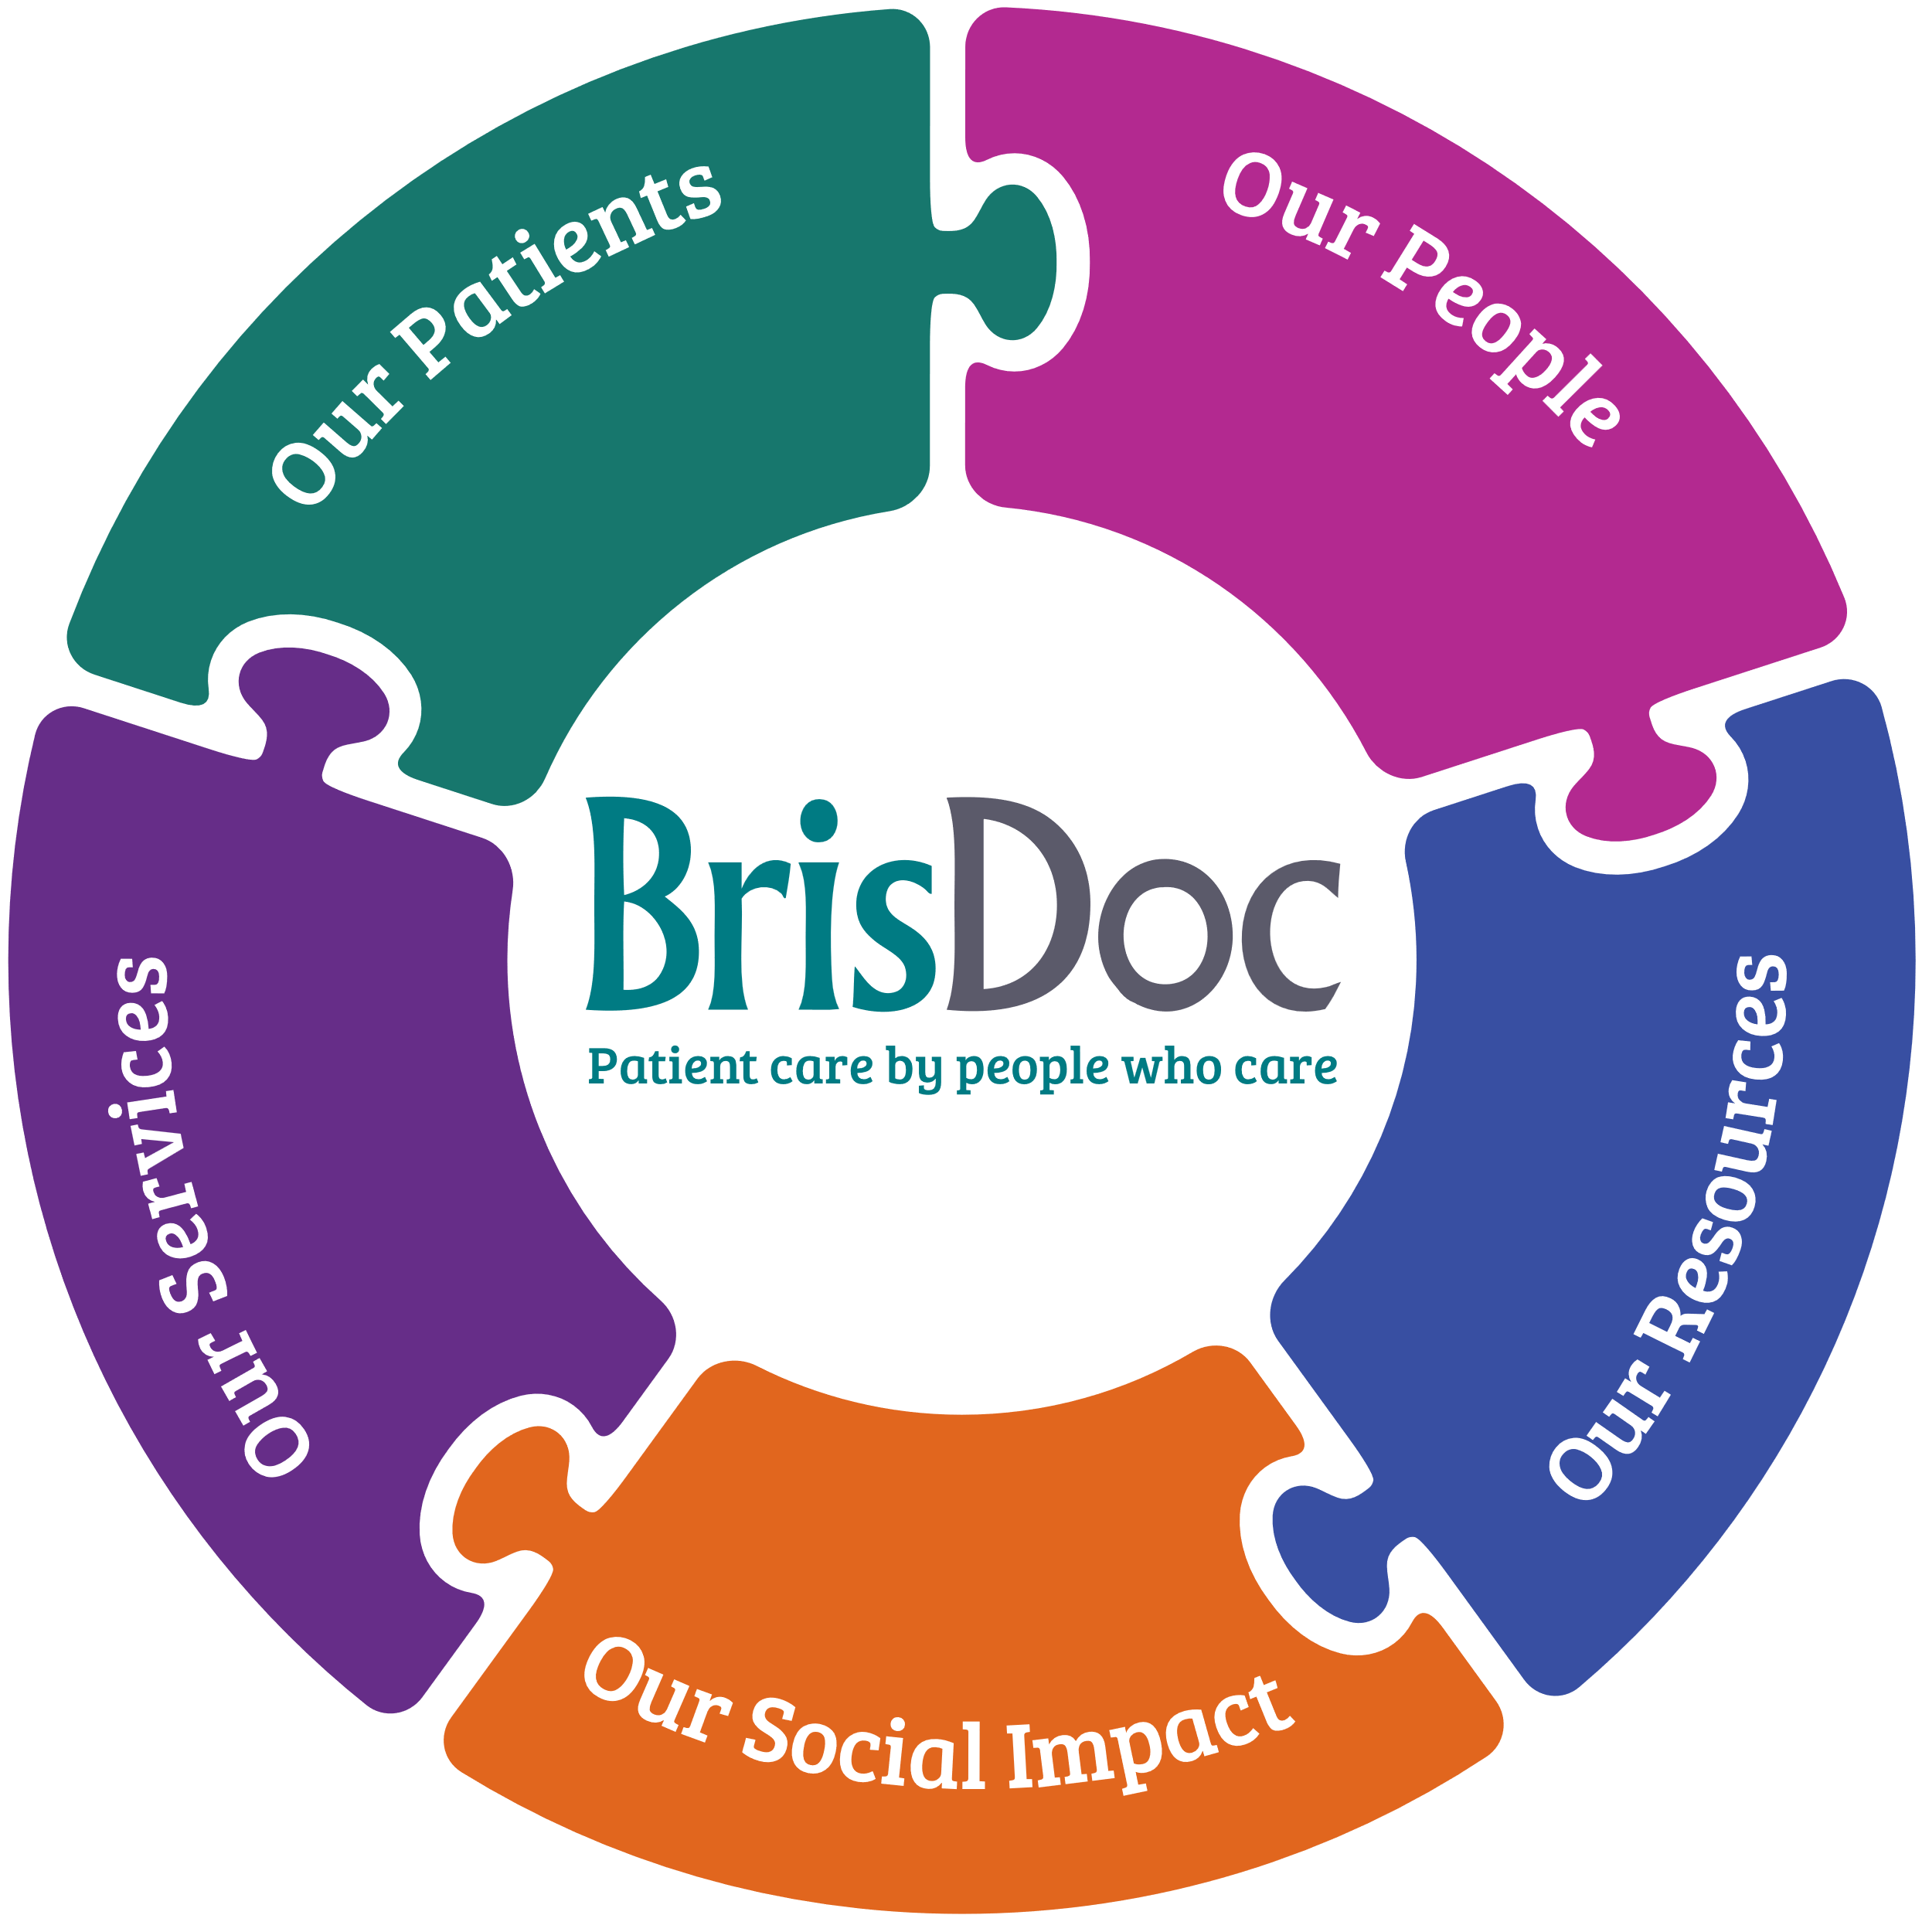 Our Patients
Our People
Our Services
BrisDoc
Patient care by people who care
Our Resources
Our Social Impact